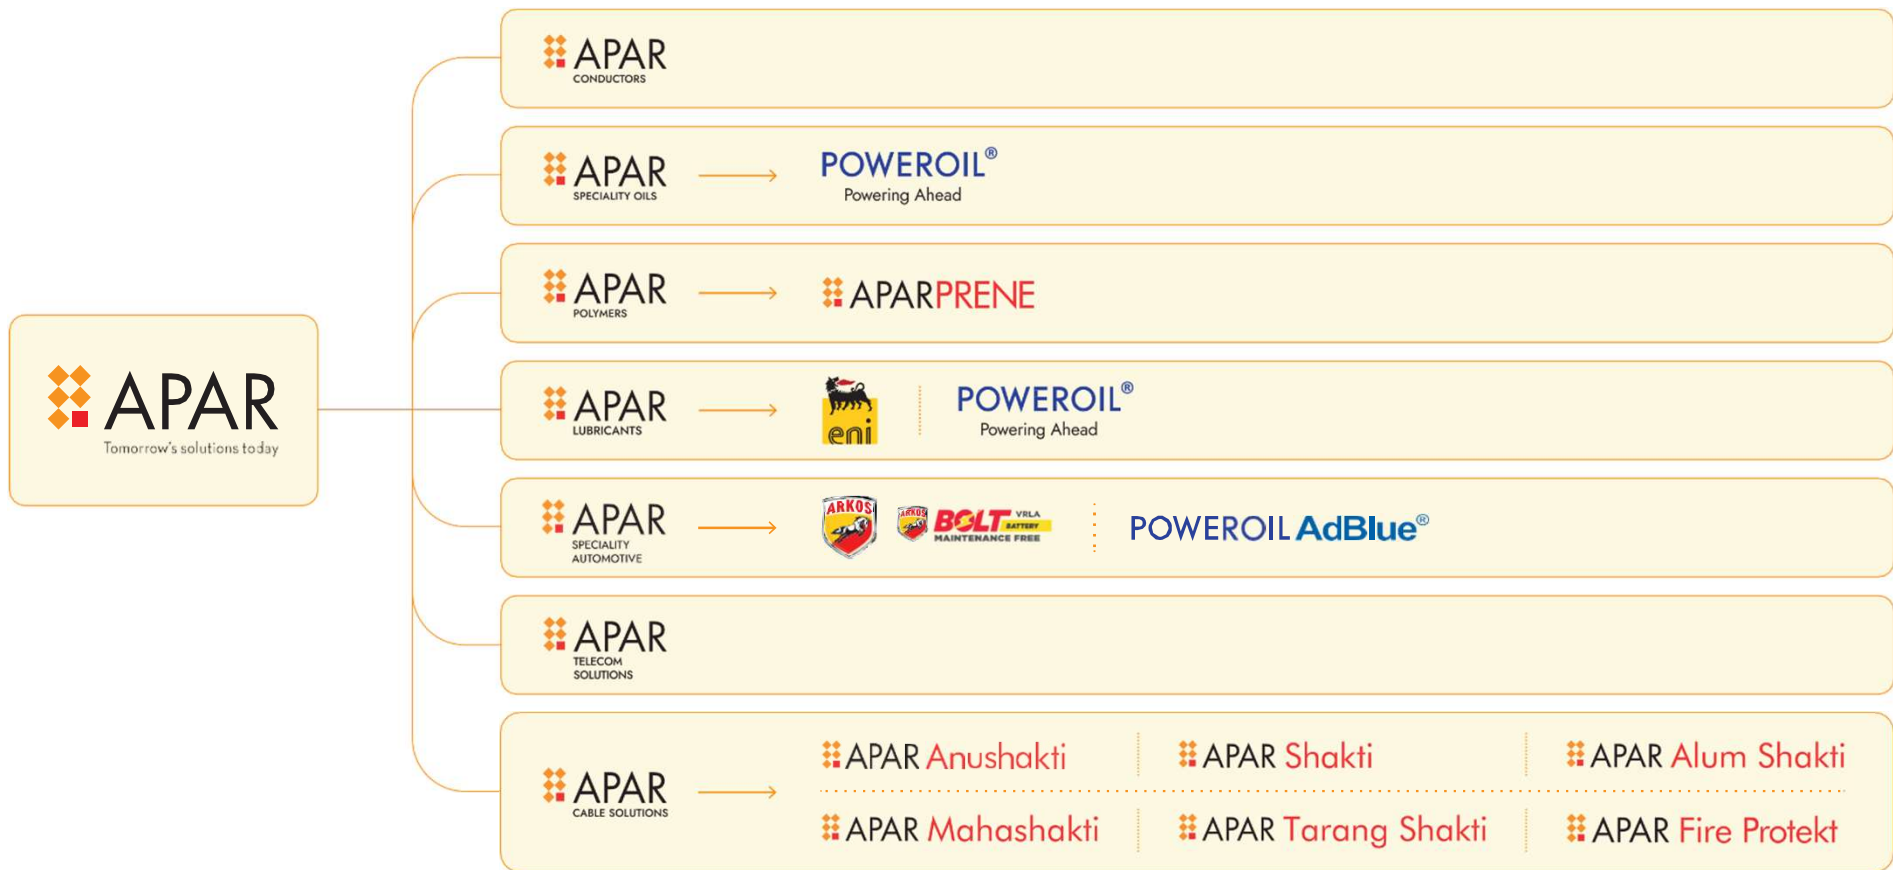 APAR
Tomorrow's solutions today
APAR
CONDUCTORS
APAR
SPECIALITY OILS
POWEROIL®
Powering Ahead
APAR
POLYMERS
APARPRENE
APAR
LUBRICANTS
eni
POWEROIL®
Powering Ahead
APAR
SPECIALITY
AUTOMOTIVE
ARKOS
ARKOS
BOLT VRLA
BATTERY
MAINTENANCE FREE
POWEROIL AdBlue®
APAR
TELECOM
SOLUTIONS
APAR
CABLE SOLUTIONS
APAR Anushakti
APAR Shakti
APAR Alum Shakti
APAR Mahashakti
APAR Tarang Shakti
APAR Fire Protekt